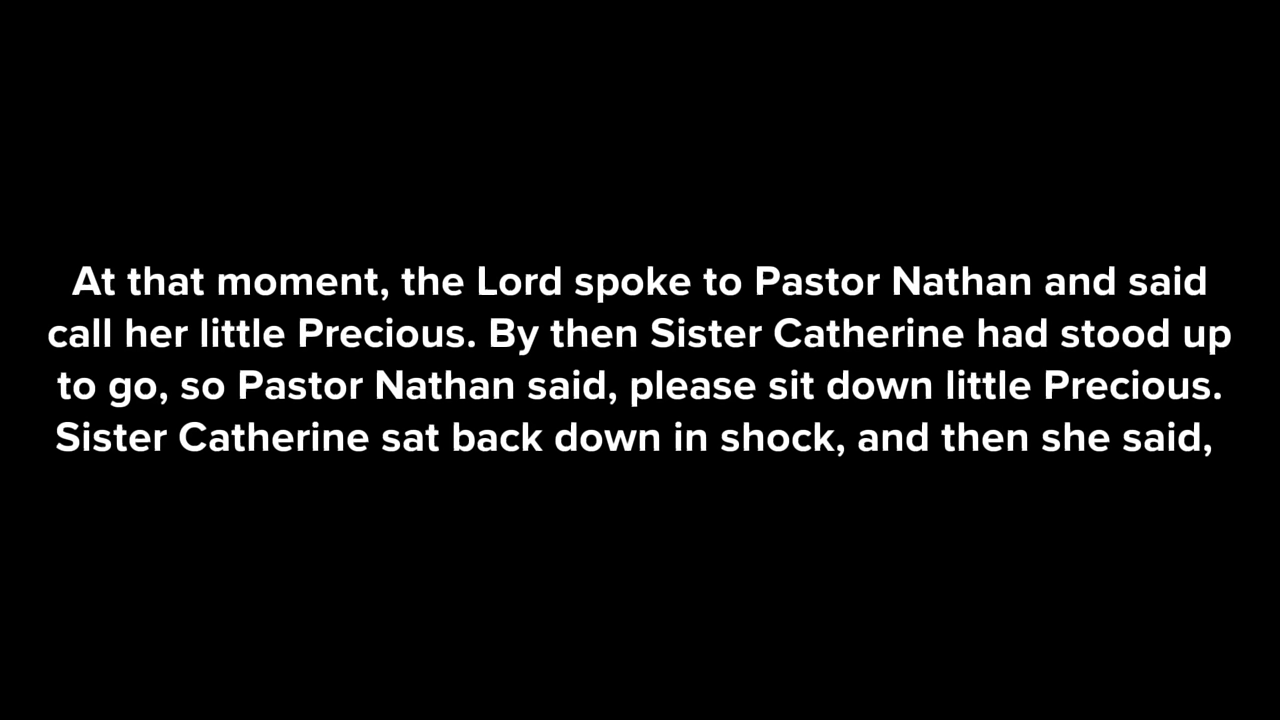 At that moment, the Lord spoke to Pastor Nathan and said
call her little Precious. By then Sister Catherine had stood up
to go, so Pastor Nathan said, please sit down little Precious.
Sister Catherine sat back down in shock, and then she said,